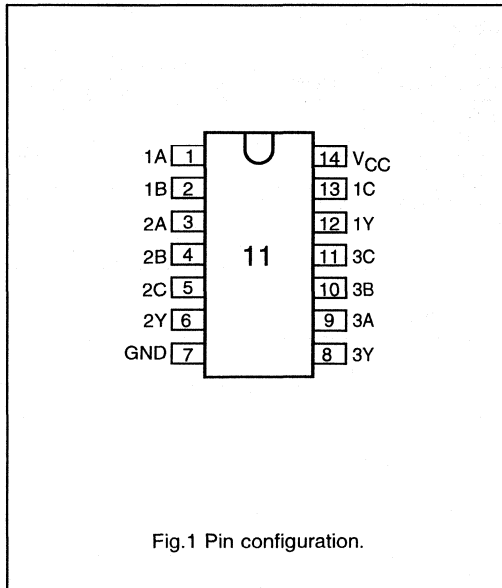 1A 1 14 VCC
1B 2 13 1C
2A 3 12 1Y
2B 4 11 11 3C
2C 5 10 3B
2Y 6 9 3A
GND 7 8 3Y
Fig.1 Pin configuration.